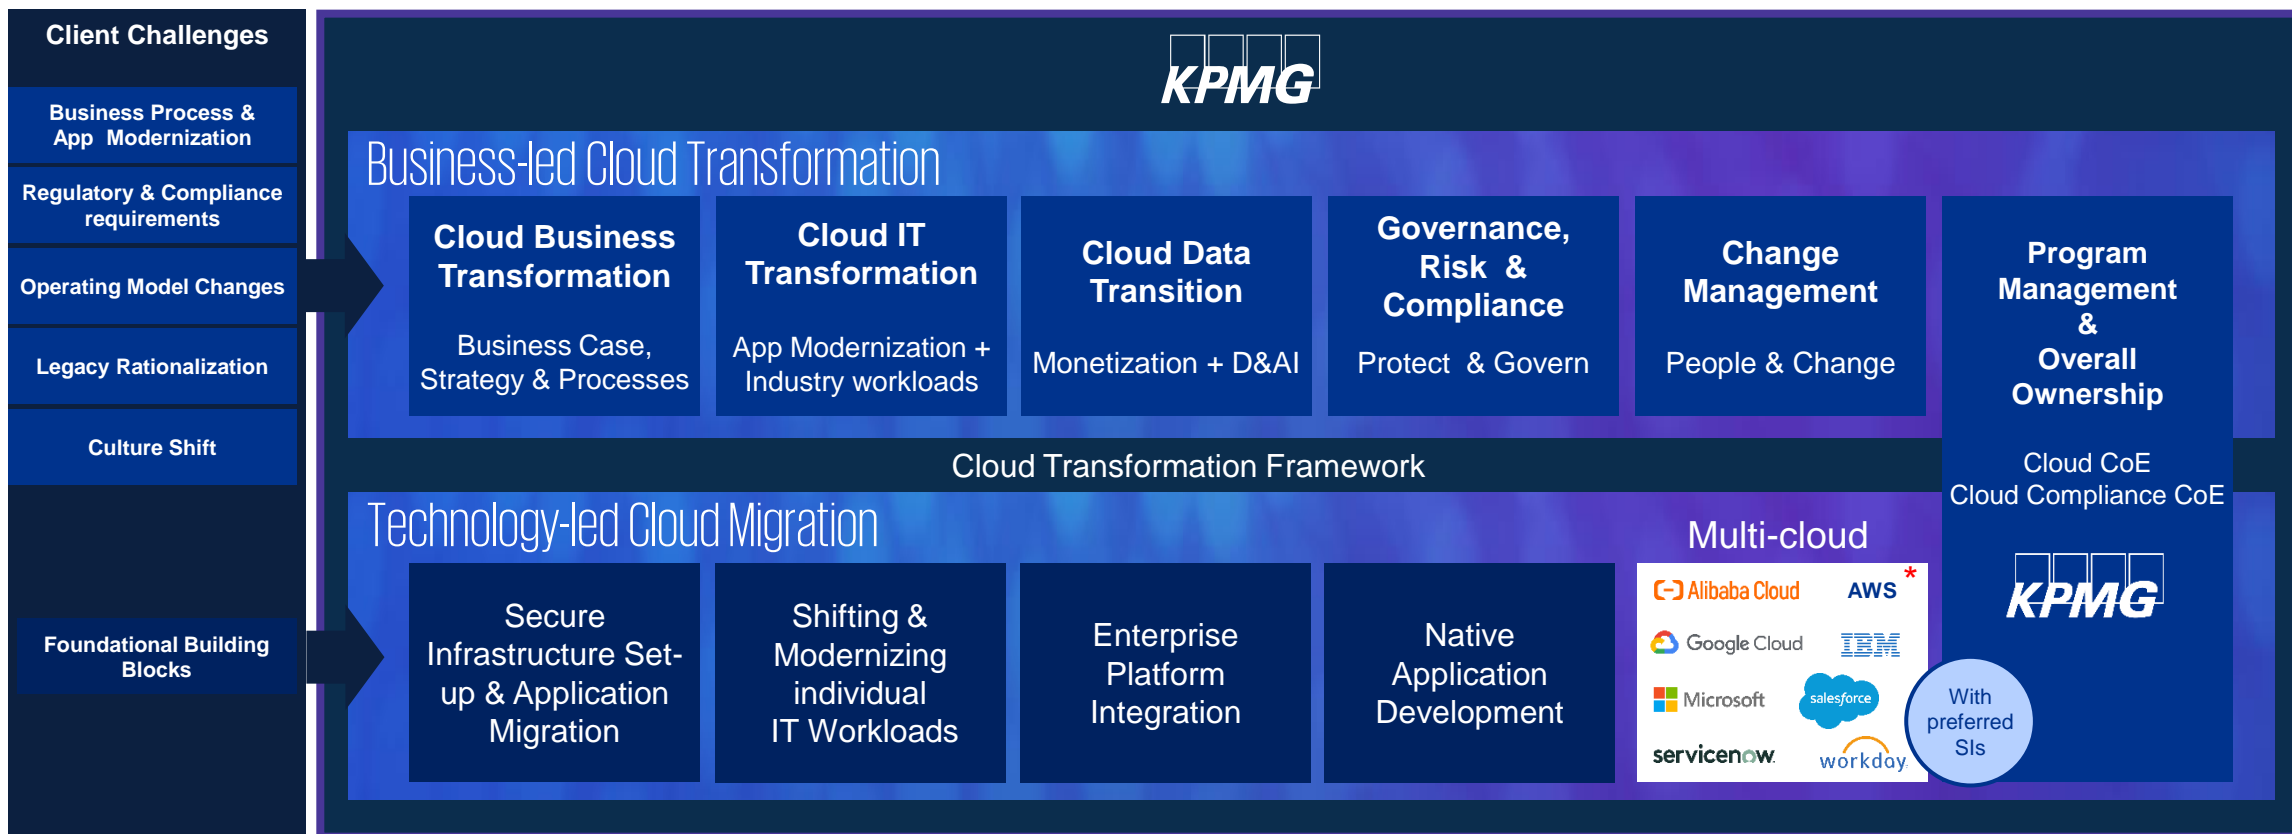 Client Challenges
Business Process &
App Modernization
Regulatory & Compliance
requirements
Operating Model Changes
Legacy Rationalization
Culture Shift
Foundational Building
Blocks
KPMG
Business-led Cloud Transformation
Cloud Business
Transformation
Business Case,
Strategy & Processes
Cloud IT
Transformation
App Modernization +
Industry workloads
Cloud Data
Transition
Monetization + D&AI
Governance,
Risk &
Compliance
Protect & Govern
Change
Management
People & Change
Program
Management
&
Overall
Ownership
Cloud CoE
Cloud Compliance CoE
KPMG
Cloud Transformation Framework
Technology-led Cloud Migration
Secure
Infrastructure Set-
up & Application
Migration
Shifting &
Modernizing
individual
IT Workloads
Enterprise
Platform
Integration
Native
Application
Development
Multi-cloud
Alibaba Cloud
AWS *
Google Cloud
IBM
Microsoft
salesforce
servicenow
workday
With
preferred
SIs